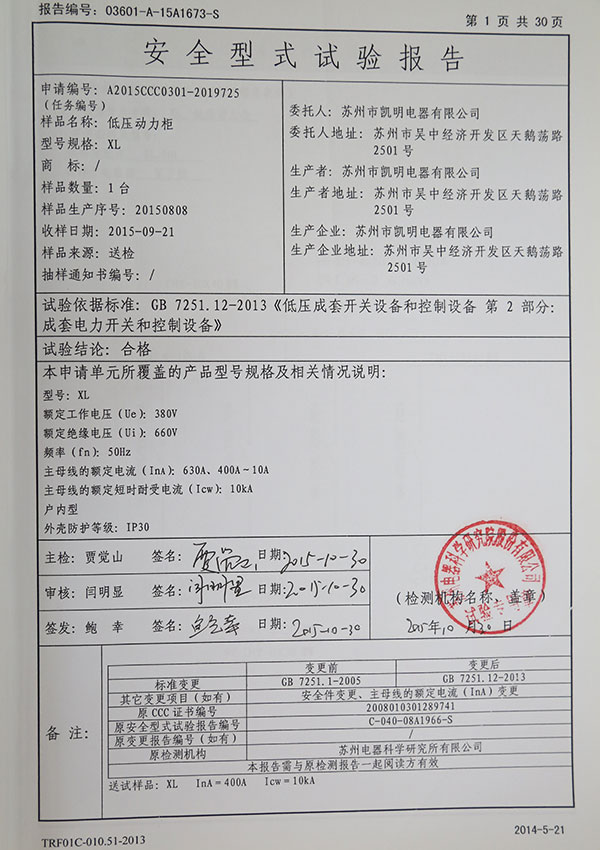 报告编号: 03601-A-15A1673-S
第 1 页 共 30 页
安全型式试验报告
申请编号: A2015CCC0301-2019725
(任务编号)
样品名称: 低压动力柜
型号规格: XL
商 标: /
样品数量: 1 台
样品生产序号: 20150808
收样日期: 2015-09-21
样品来源: 送检
抽样通知书编号: /
委托人: 苏州市凯明电器有限公司
委托人地址: 苏州市吴中经济开发区天鹅荡路
2501 号
生产者: 苏州市凯明电器有限公司
生产者地址: 苏州市吴中经济开发区天鹅荡路
2501 号
生产企业: 苏州市凯明电器有限公司
生产企业地址: 苏州市吴中经济开发区天鹅荡路
2501 号
试验依据标准: GB 7251.12-2013《低压成套开关设备和控制设备 第 2 部分:
成套电力开关和控制设备》
试验结论: 合格
本申请单元所覆盖的产品型号规格及相关情况说明:
型号: XL
额定工作电压(Ue): 380V
额定绝缘电压(Ui): 660V
频率(fn): 50Hz
主母线的额定电流(InA): 630A、400A~10A
主母线的额定短时耐受电流(Icw): 10kA
户内型
外壳防护等级: IP30
主检: 贾觉山 签名: 日期: 2015-10-30
审核: 闫明显 签名: 闫明显 日期: 2015-10-30
签发: 鲍 幸 签名: 鲍幸 日期: 2015-10-30
电器科学研究院股份有限公司
试验专用章
(检测机构名称、盖章)
2015年10月30日
备 注:
变更前 变更后
标准变更 GB 7251.1-2005 GB 7251.12-2013
其它变更项目(如有) 安全件变更、主母线的额定电流(InA)变更
原 CCC 证书编号 2008010301289741
原安全型式试验报告编号 C-040-08A1966-S
原变更报告编号(如有)
原检测机构 苏州电器科学研究所有限公司
本报告需与原检测报告一起阅读方有效
送试样品: XL InA=400A Icw=10kA
TRF01C-010.51-2013
2014-5-21